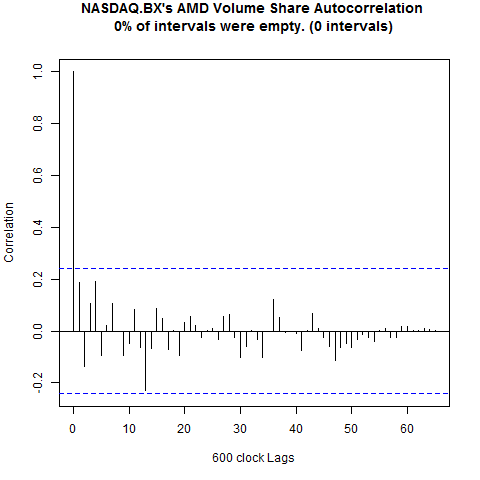 NASDAQ.BX's AMD Volume Share Autocorrelation
0% of intervals were empty. (0 intervals)
1.0
0.8
0.6
0.4
0.2
0.0
-0.2
Correlation
0 10 20 30 40 50 60
600 clock Lags